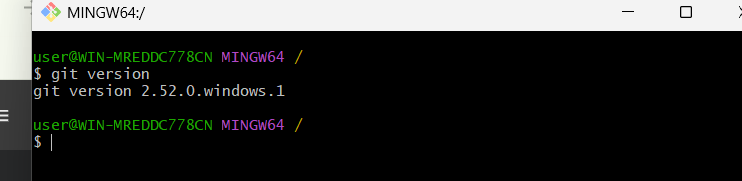 MINGW64:/
user@WIN-MREDDC778CN MINGW64 /
$ git version
git version 2.52.0.windows.1
user@WIN-MREDDC778CN MINGW64 /
$